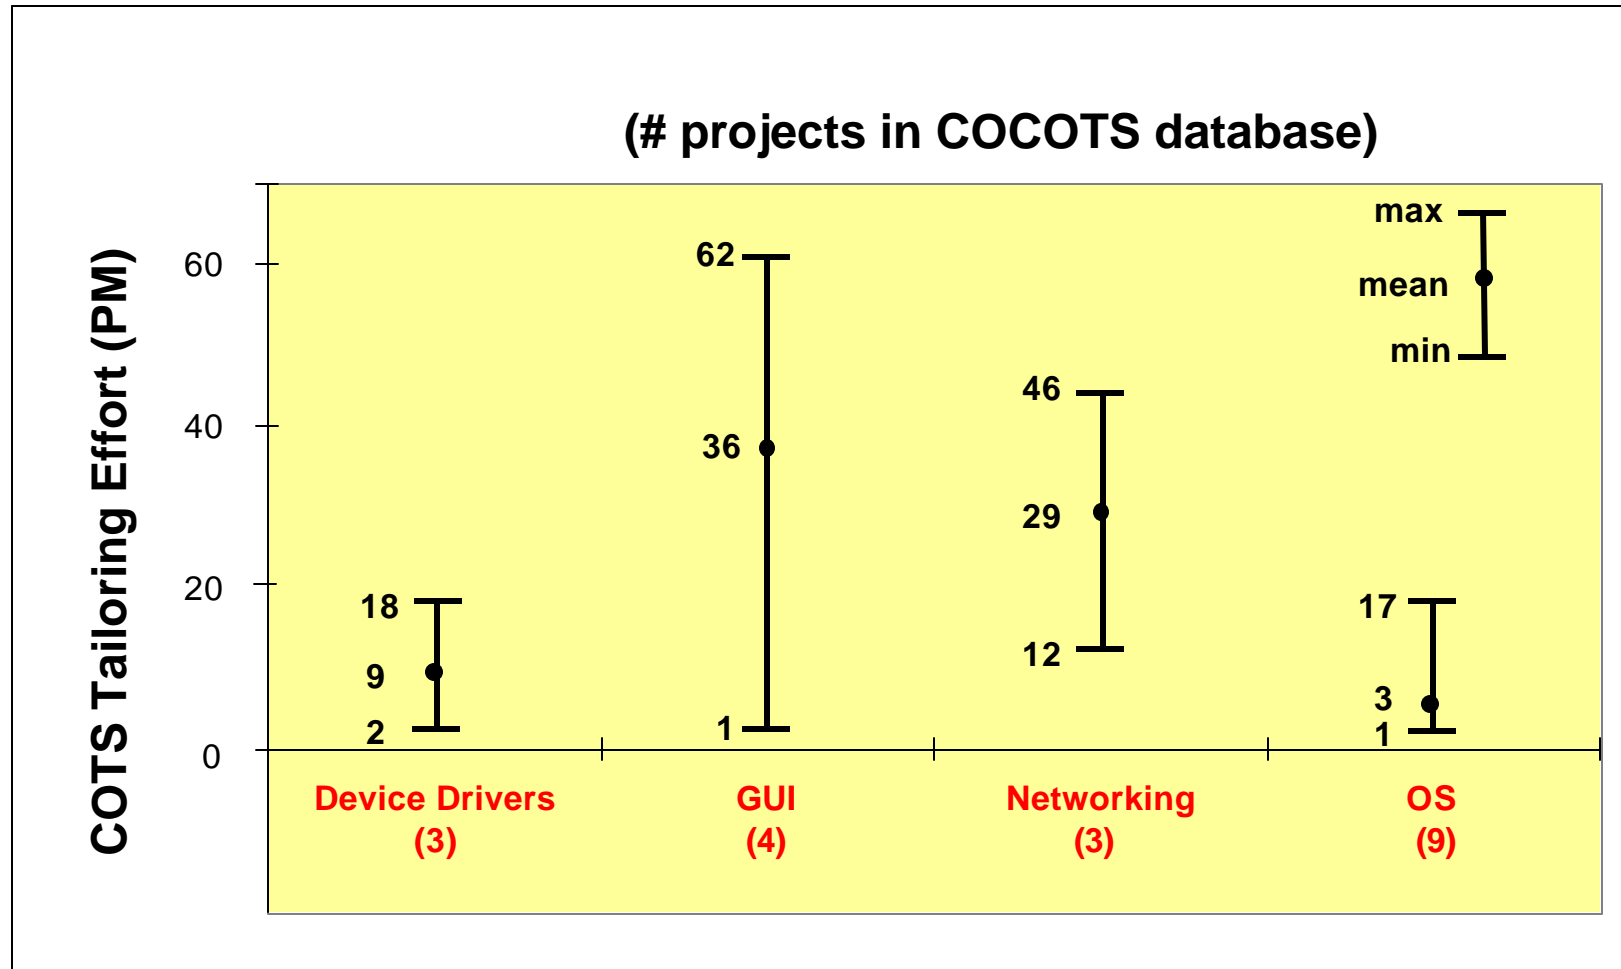 (# projects in COCOTS database)
COTS Tailoring Effort (PM)
60
40
20
0
max
mean
min
18
9
2
62
36
1
46
29
12
17
3
1
Device Drivers
(3)
GUI
(4)
Networking
(3)
OS
(9)